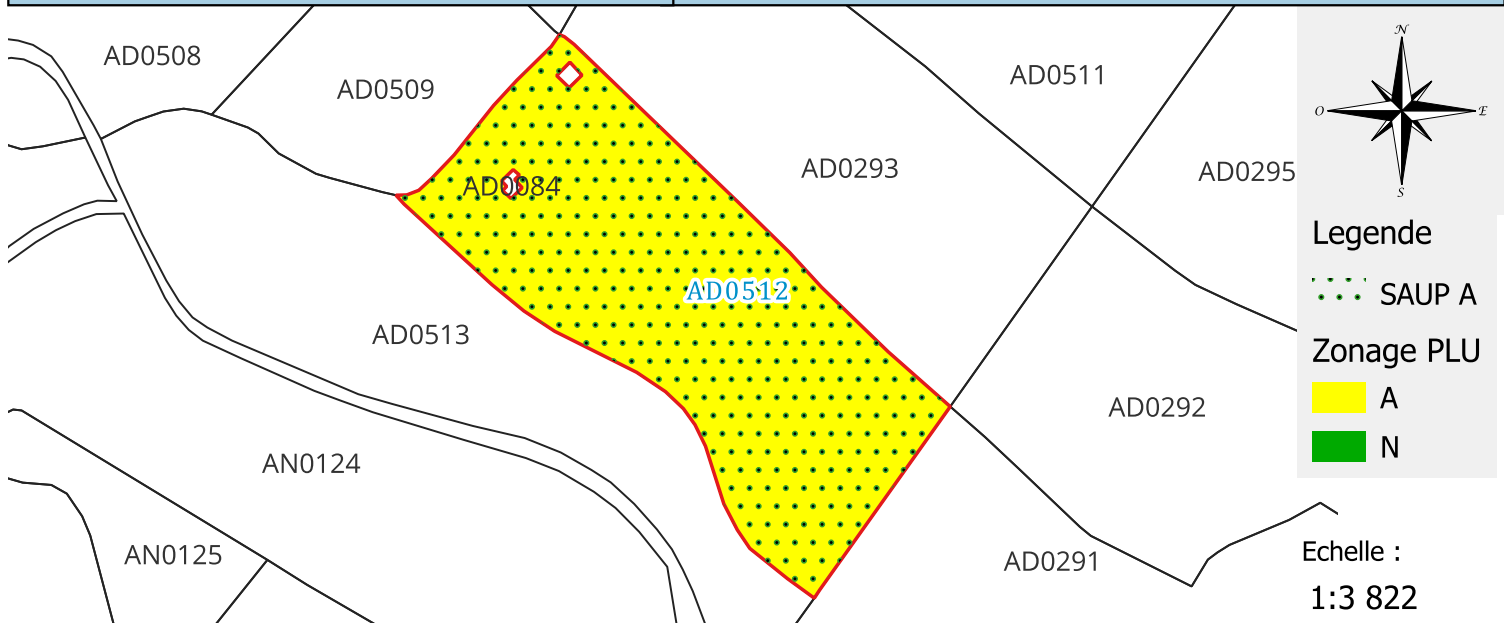 AD0508
AD0509
AD0511
AD0293
AD0295
AD0084
AD0512
AD0513
AD0292
AN0124
AN0125
AD0291
N
O
E
S
Legende
SAUP A
Zonage PLU
A
N
Echelle :
1:3 822